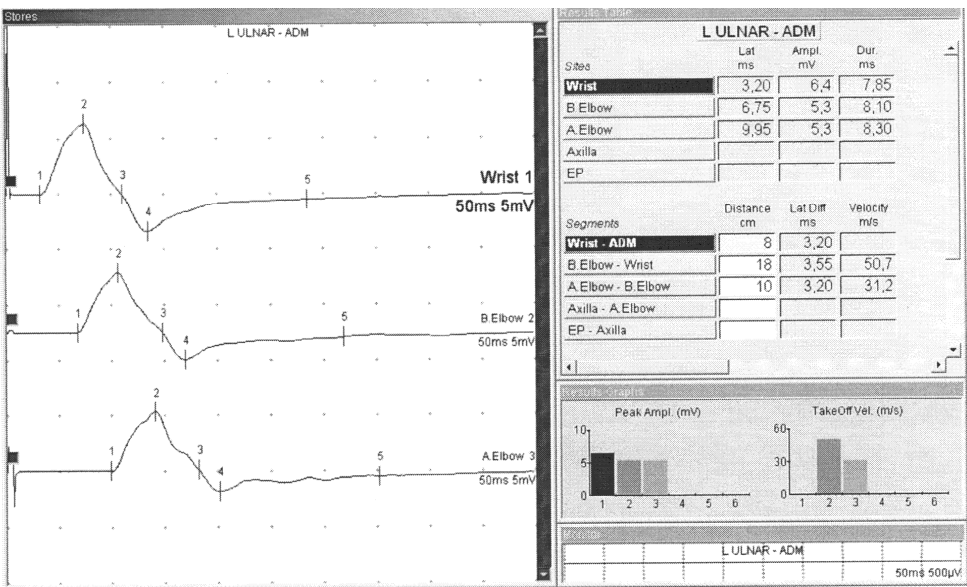 Stores
L ULNAR - ADM
2
1
3
4
5
Wrist 1
50ms 5mV
2
1
3
4
5
B.Elbow 2
50ms 5mV
2
1
3
4
5
A.Elbow 3
50ms 5mV
Results Table
L ULNAR - ADM
Sites Lat ms Ampl. mV Dur. ms
Wrist 3,20 6,4 7,85
B.Elbow 6,75 5,3 8,10
A.Elbow 9,95 5,3 8,30
Axilla
EP
Segments Distance cm Lat Diff ms Velocity m/s
Wrist - ADM 8 3,20
B.Elbow - Wrist 18 3,55 50,7
A.Elbow - B.Elbow 10 3,20 31,2
Axilla - A.Elbow
EP - Axilla
Results Graphs
Peak Ampl. (mV)
10
5
0
1 2 3 4 5 6
TakeOff Vel. (m/s)
60
30
0
1 2 3 4 5 6
Monitor
L ULNAR - ADM
50ms 500µV